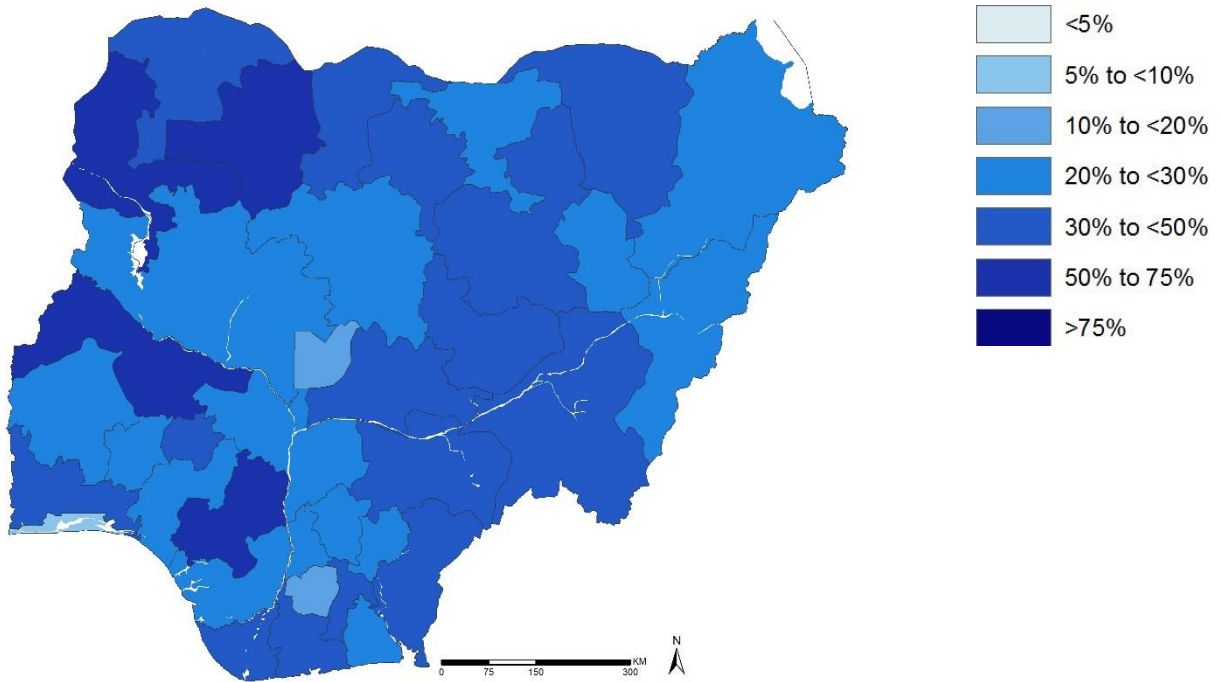 <5%
5% to <10%
10% to <20%
20% to <30%
30% to <50%
50% to 75%
>75%
N
KM
0 75 150 300